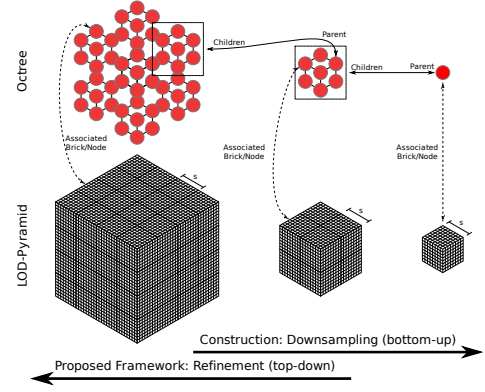 Octree
Children
Parent
Children
Parent
Associated
Brick/Node
Associated
Brick/Node
Associated
Brick/Node
LOD-Pyramid
s
s
s
Construction: Downsampling (bottom-up)
Proposed Framework: Refinement (top-down)